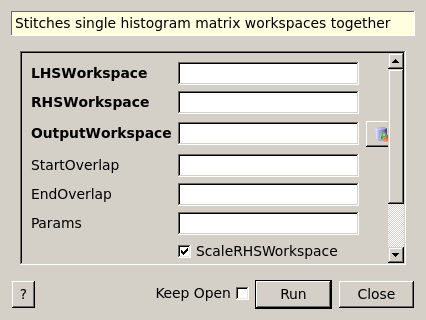 Stitches single histogram matrix workspaces together
LHSWorkspace
RHSWorkspace
OutputWorkspace
StartOverlap
EndOverlap
Params
ScaleRHSWorkspace
? Keep Open Run Close